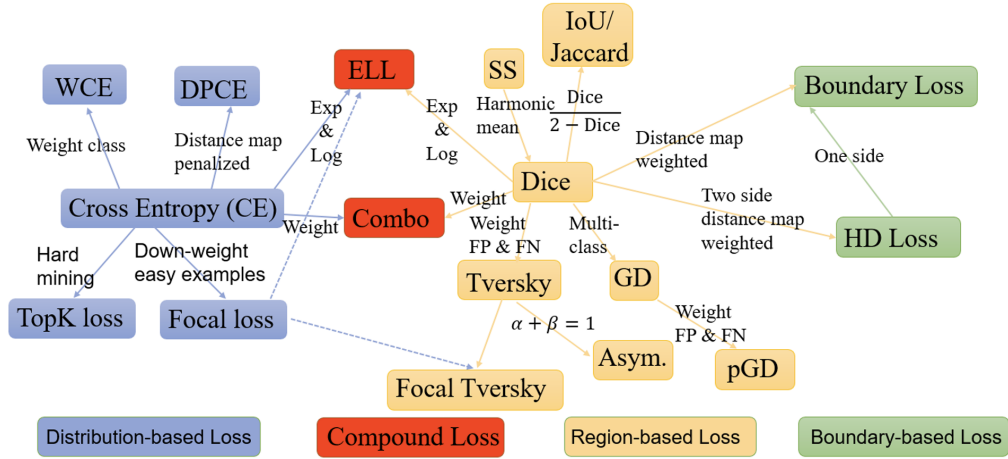 IoU/
Jaccard
WCE
DPCE
ELL
SS
Boundary Loss
Exp
&
Log
Exp
&
Log
Harmonic
mean
Dice
2 − Dice
Weight class
Distance map
penalized
Distance map
weighted
One side
Cross Entropy (CE)
Weight
Combo
Weight
Dice
Two side
distance map
weighted
HD Loss
Hard
mining
Down-weight
easy examples
Weight
FP & FN
Multi-
class
TopK loss
Focal loss
Tversky
GD
α + β = 1
Weight
FP & FN
Focal Tversky
Asym.
pGD
Distribution-based Loss
Compound Loss
Region-based Loss
Boundary-based Loss